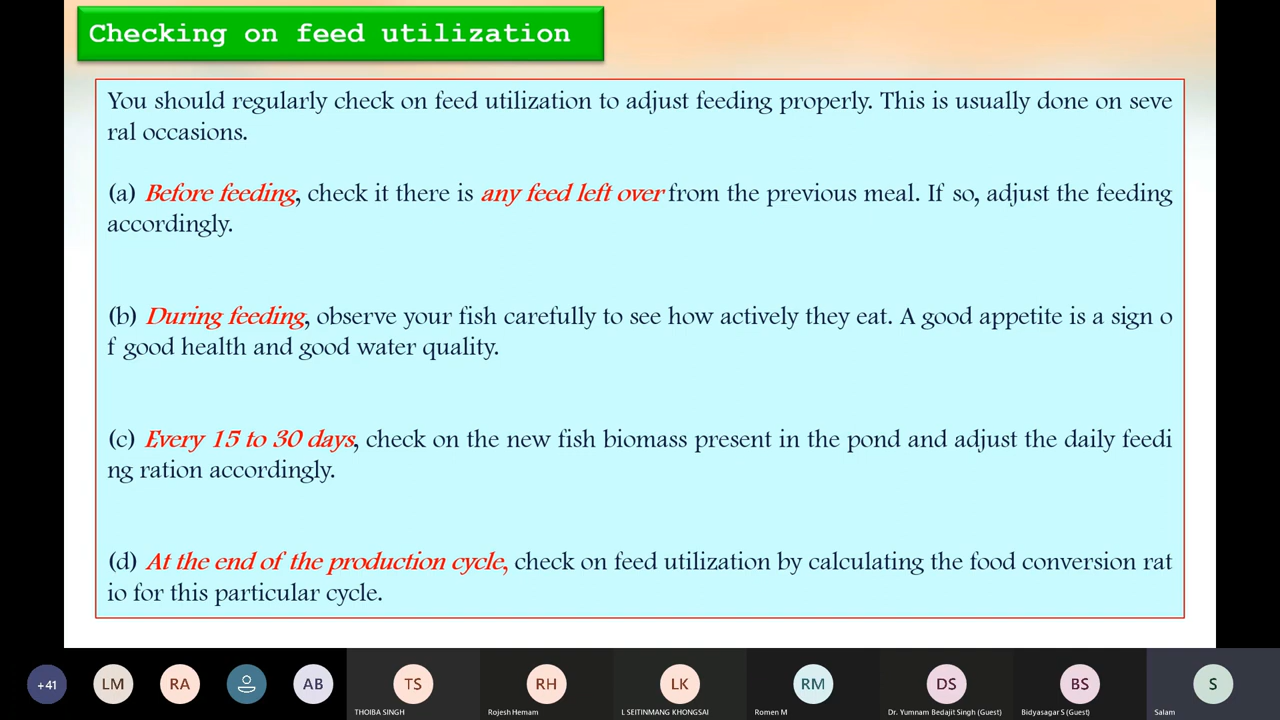 Checking on feed utilization
You should regularly check on feed utilization to adjust feeding properly. This is usually done on seve
ral occasions.
(a) Before feeding, check it there is any feed left over from the previous meal. If so, adjust the feeding
accordingly.
(b) During feeding, observe your fish carefully to see how actively they eat. A good appetite is a sign o
f good health and good water quality.
(c) Every 15 to 30 days, check on the new fish biomass present in the pond and adjust the daily feedi
ng ration accordingly.
(d) At the end of the production cycle, check on feed utilization by calculating the food conversion rat
io for this particular cycle.
+41 LM RA AB TS RH LK RM DS BS S
THOIBA SINGH Rojesh Hemam L SEITINMANG KHONGSAI Romen M Dr. Yumnam Bedajit Singh (Guest) Bidyasagar S (Guest) Salam